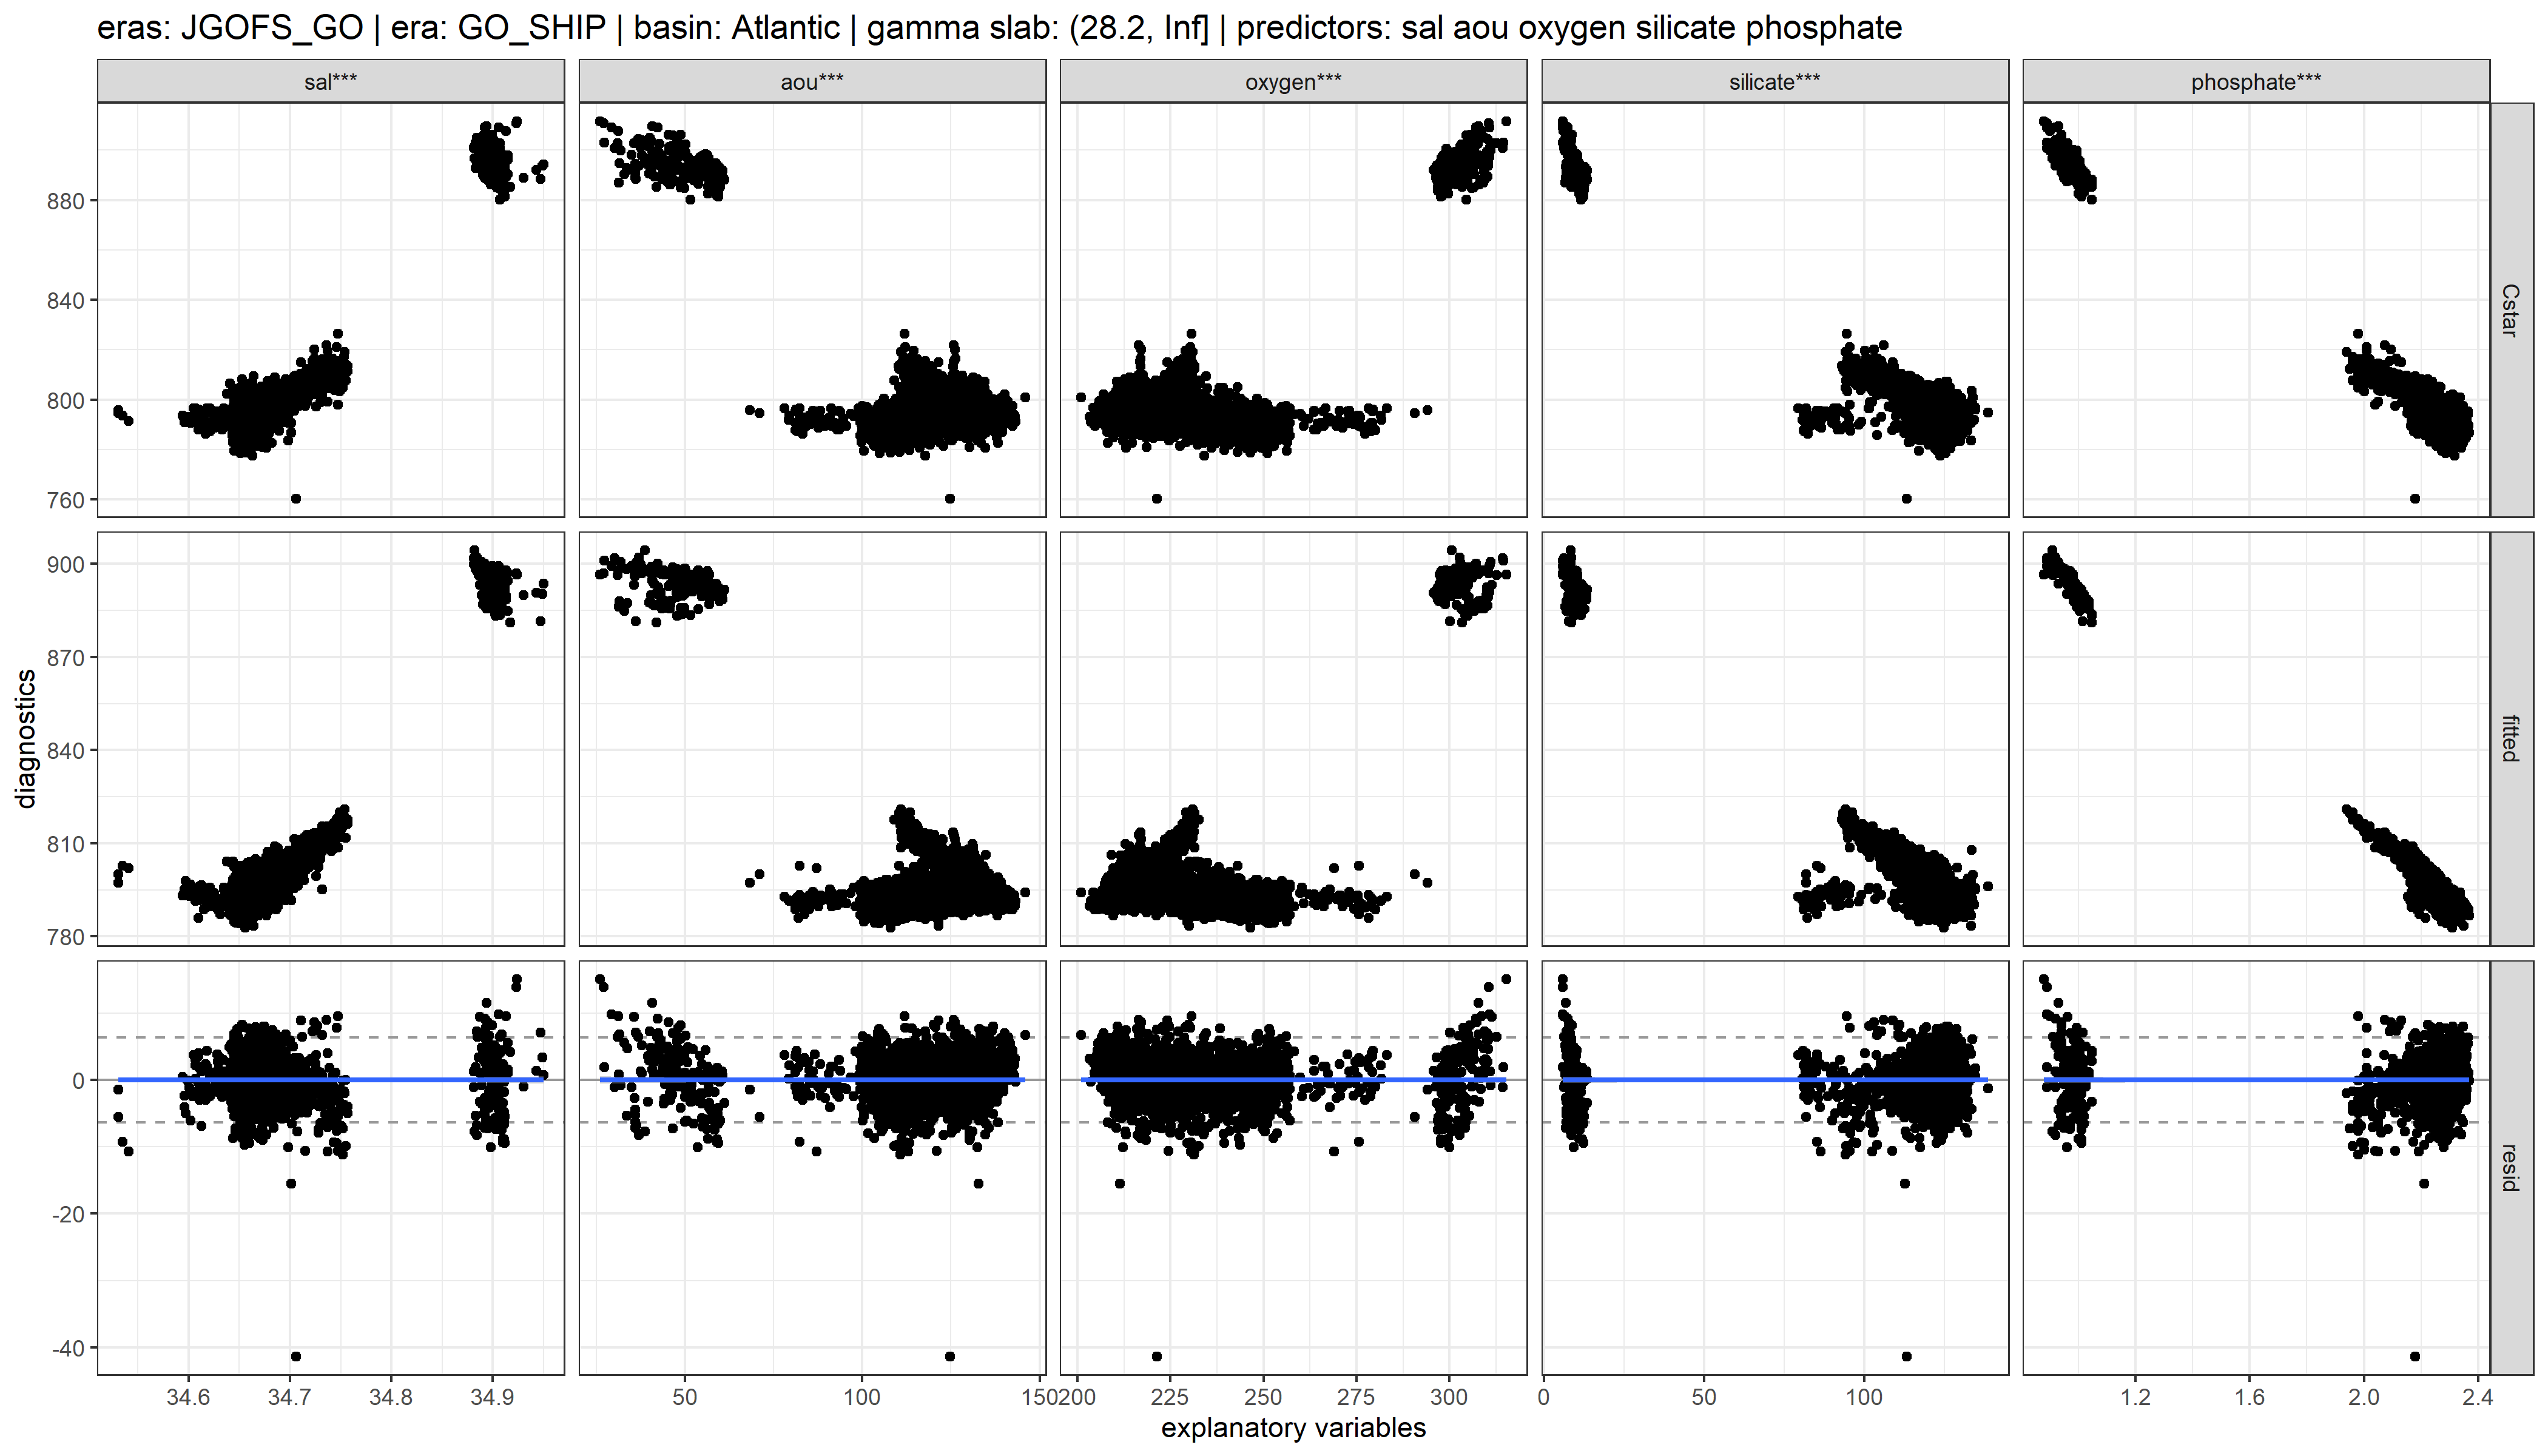 eras: JGOFS_GO | era: GO_SHIP | basin: Atlantic | gamma slab: (28.2, Inf] | predictors: sal aou oxygen silicate phosphate
sal*** aou*** oxygen*** silicate*** phosphate***
880
840
800
760
Cstar
900
870
840
810
780
fitted
diagnostics
0
-20
-40
resid
34.6 34.7 34.8 34.9 50 100 150 200 225 250 275 300 0 50 100 1.2 1.6 2.0 2.4
explanatory variables